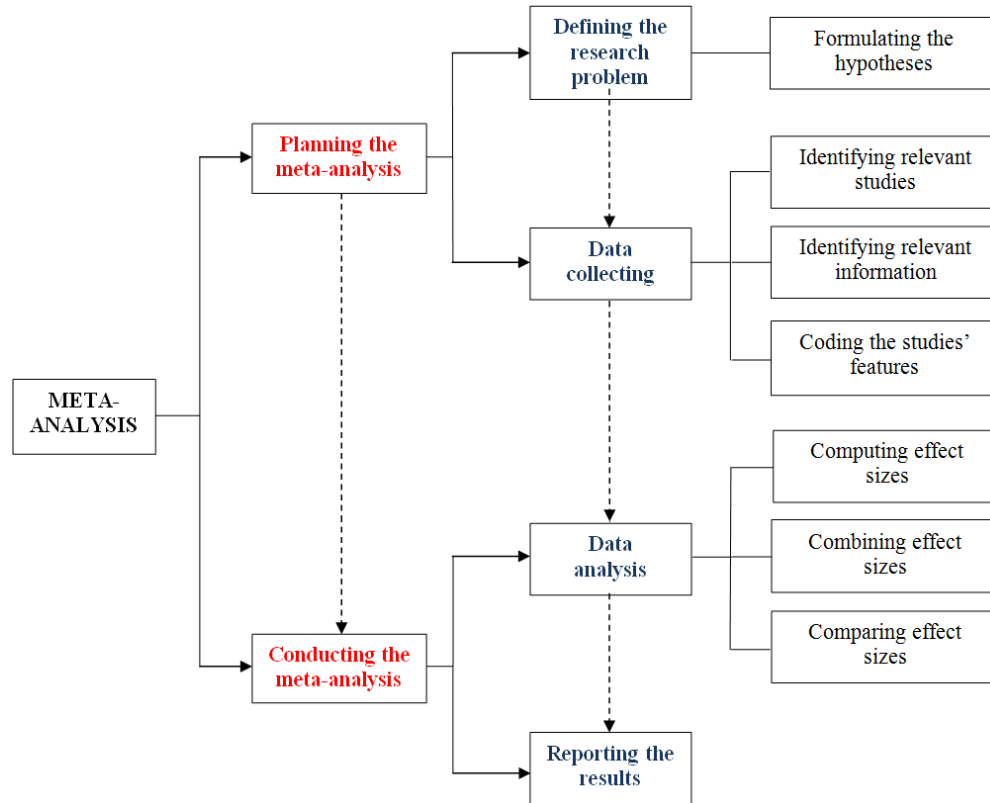 Defining the
research
problem
Formulating the
hypotheses
Planning the
meta-analysis
Identifying relevant
studies
Data
collecting
Identifying relevant
information
Coding the studies’
features
META-
ANALYSIS
Computing effect
sizes
Data
analysis
Combining effect
sizes
Comparing effect
sizes
Conducting the
meta-analysis
Reporting the
results